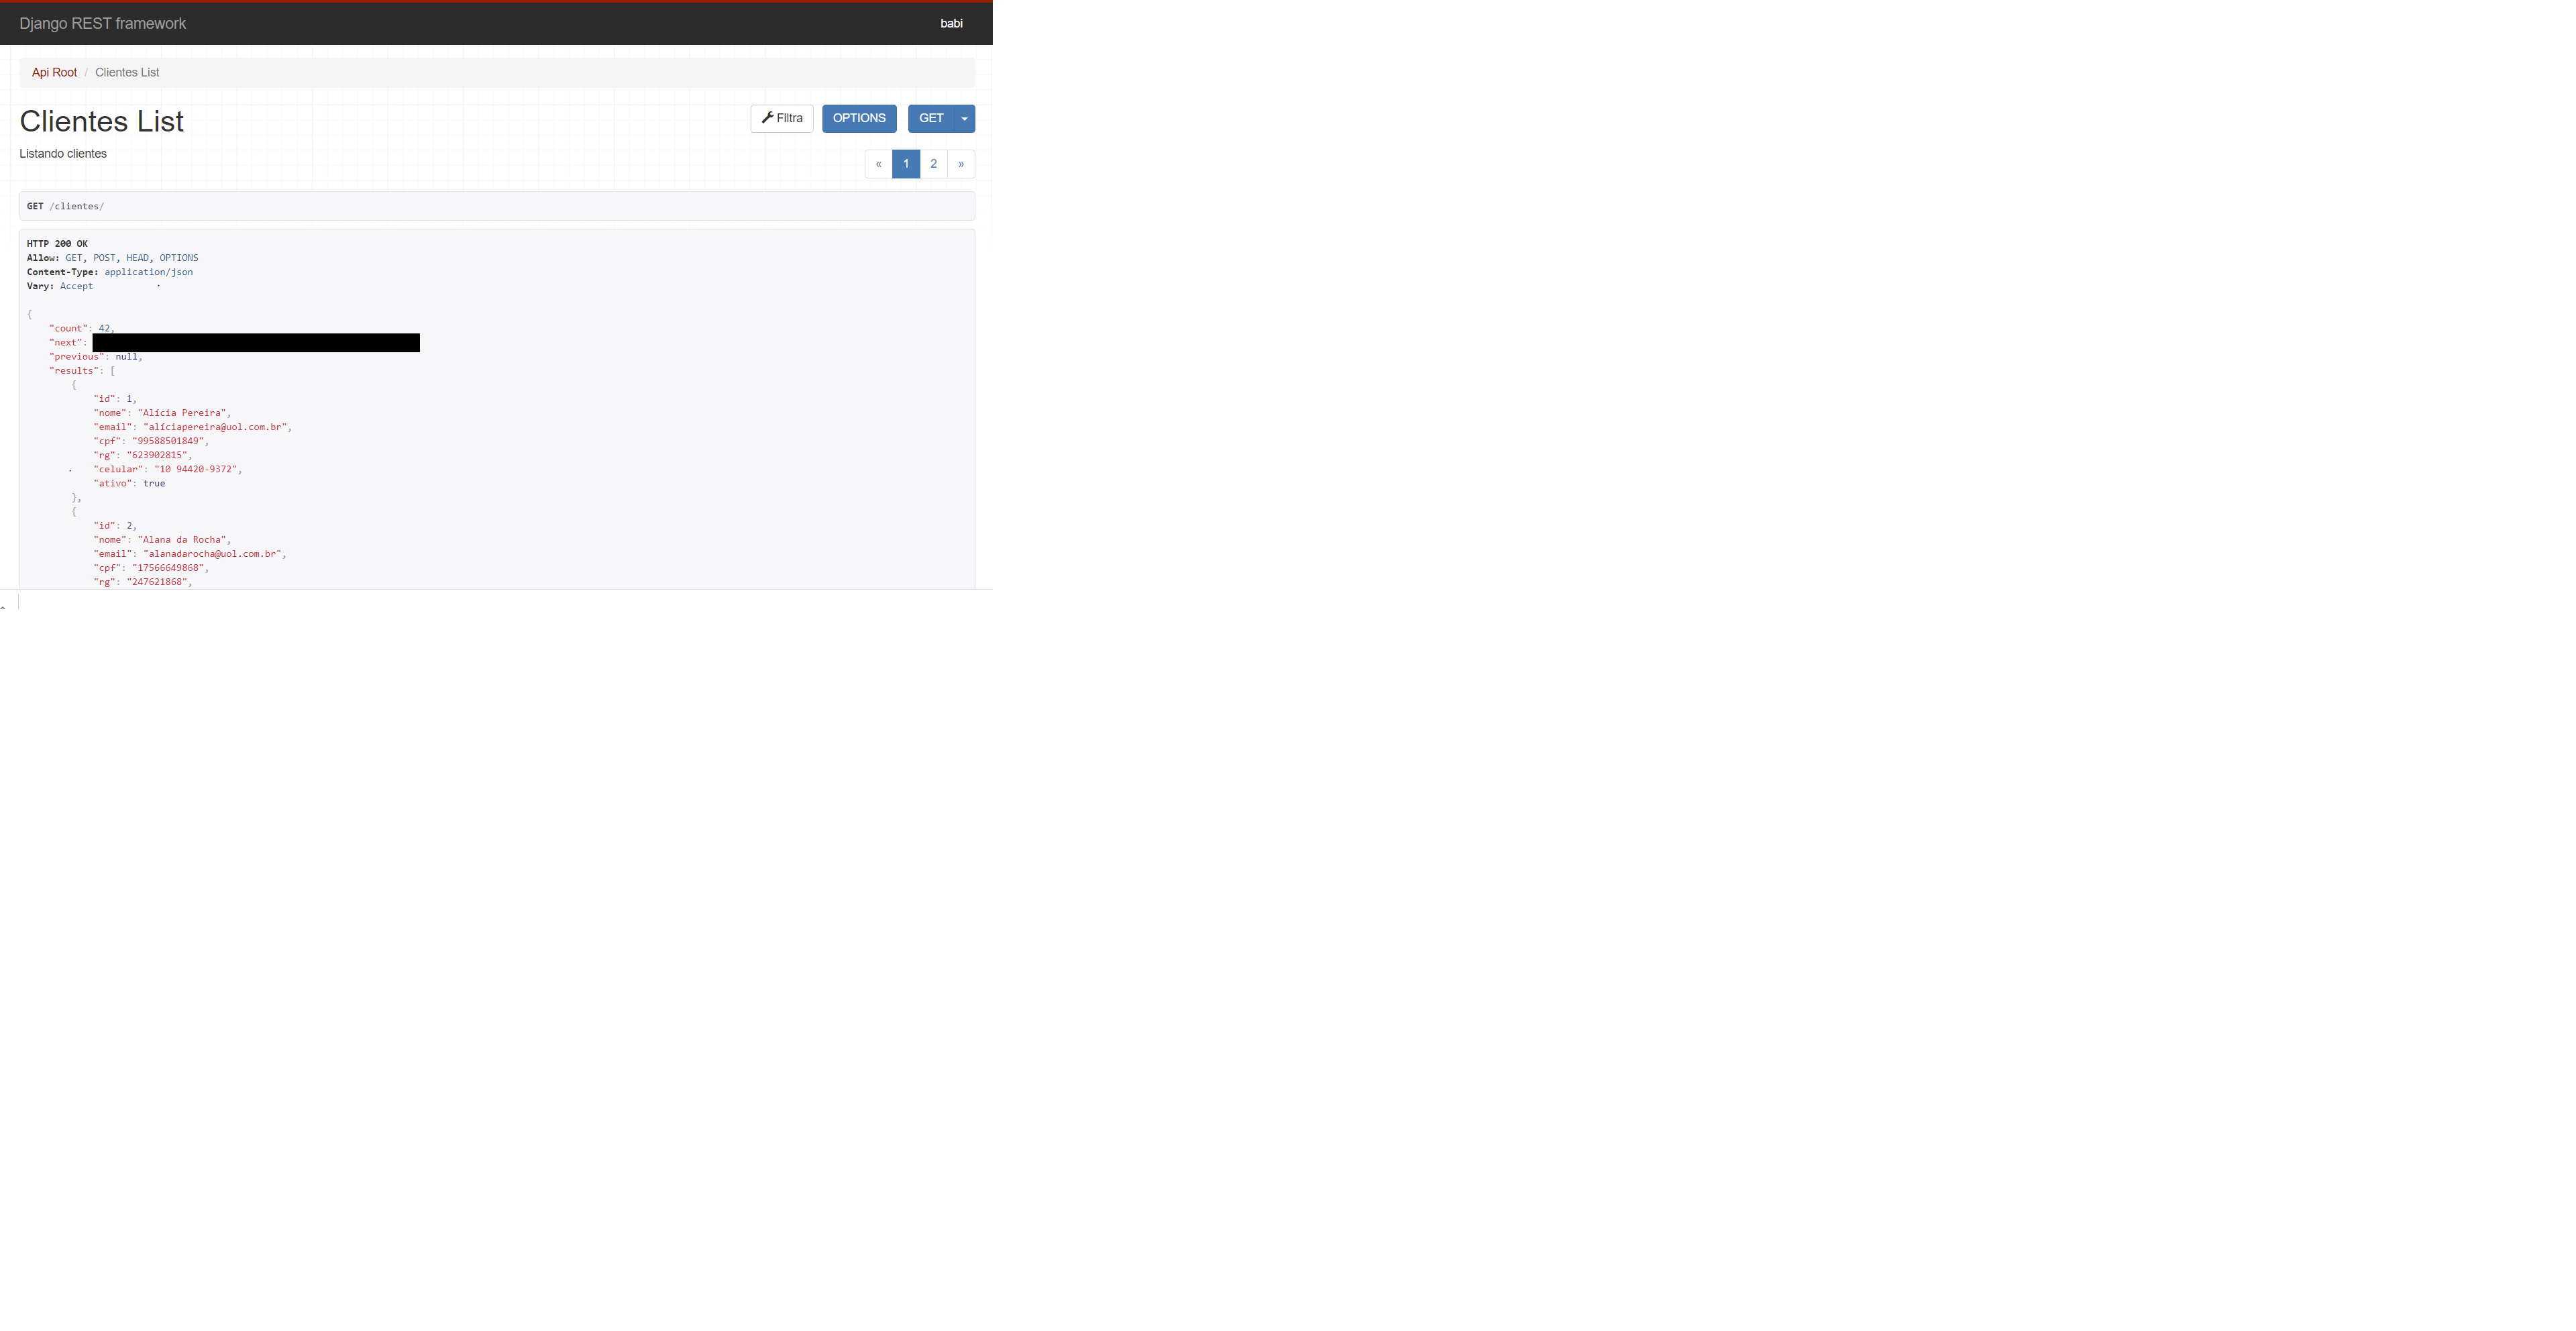 Django REST framework
babi
Api Root / Clientes List
Clientes List
Filtra
OPTIONS
GET
Listando clientes
« 1 2 »
GET /clientes/
HTTP 200 OK
Allow: GET, POST, HEAD, OPTIONS
Content-Type: application/json
Vary: Accept
{
"count": 42,
"next":
"previous": null,
"results": [
{
"id": 1,
"nome": "Alícia Pereira",
"email": "alíciapereira@uol.com.br",
"cpf": "99588501849",
"rg": "623902815",
"celular": "10 94420-9372",
"ativo": true
},
{
"id": 2,
"nome": "Alana da Rocha",
"email": "alanadarocha@uol.com.br",
"cpf": "17566649868",
"rg": "247621868",